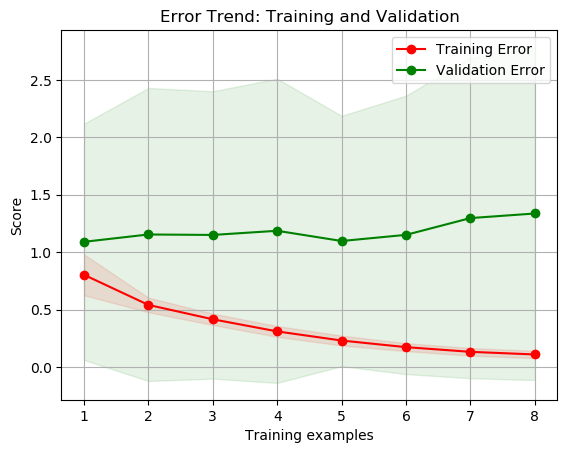 Error Trend: Training and Validation
Training Error
Validation Error
2.5
2.0
1.5
1.0
0.5
0.0
Score
1 2 3 4 5 6 7 8
Training examples